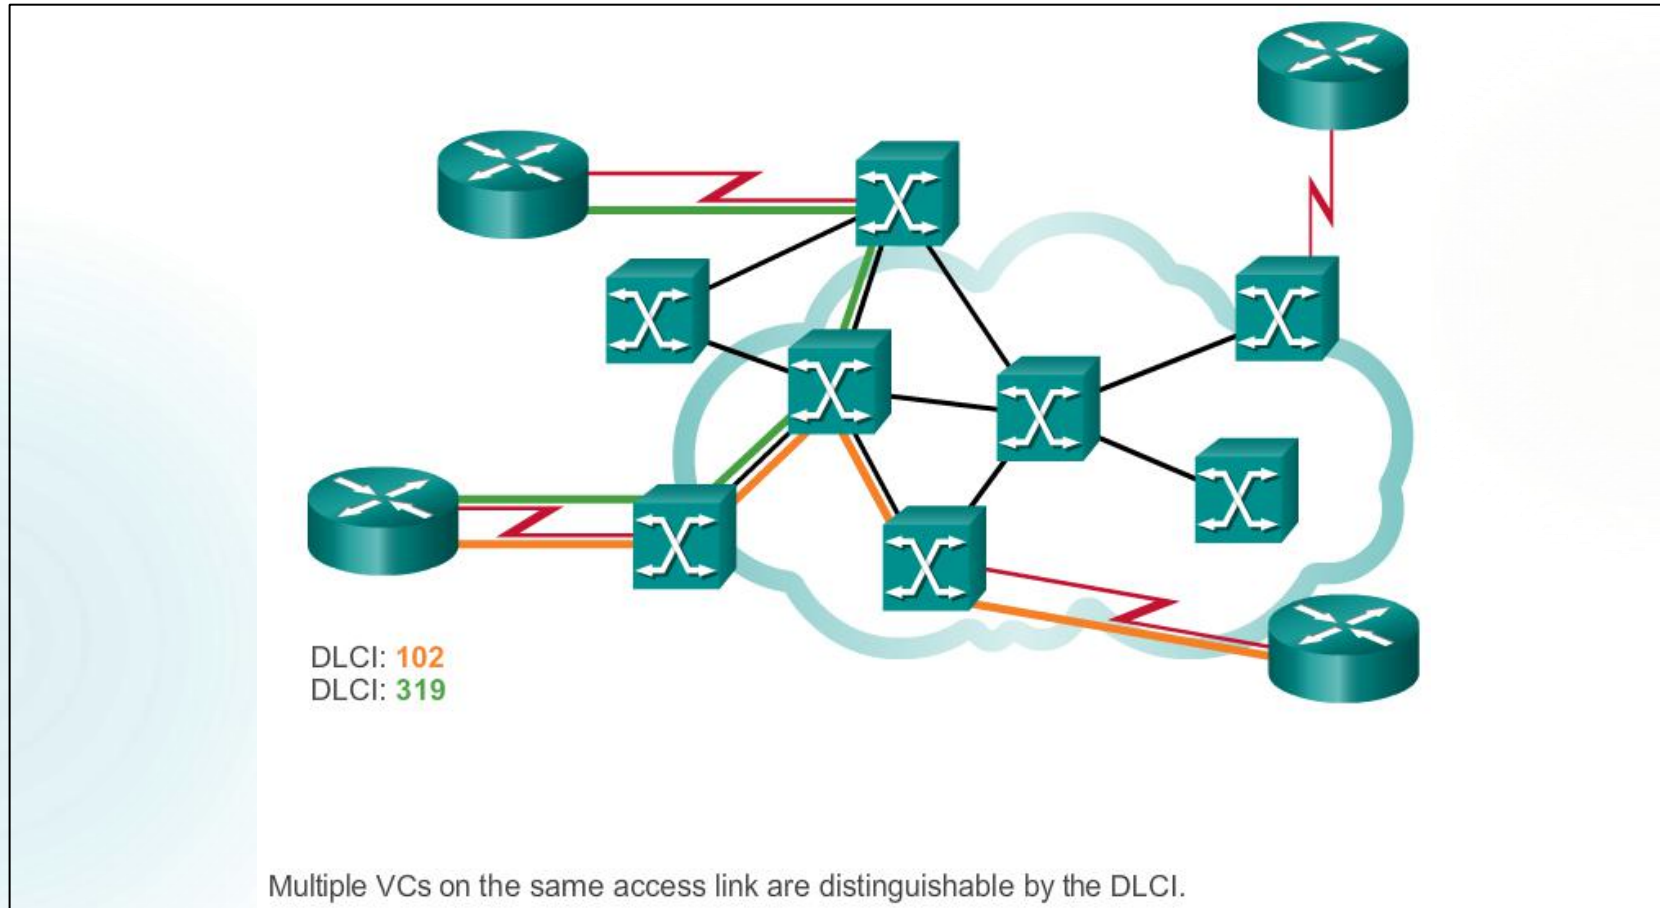 DLCI: 102
DLCI: 319
Multiple VCs on the same access link are distinguishable by the DLCI.